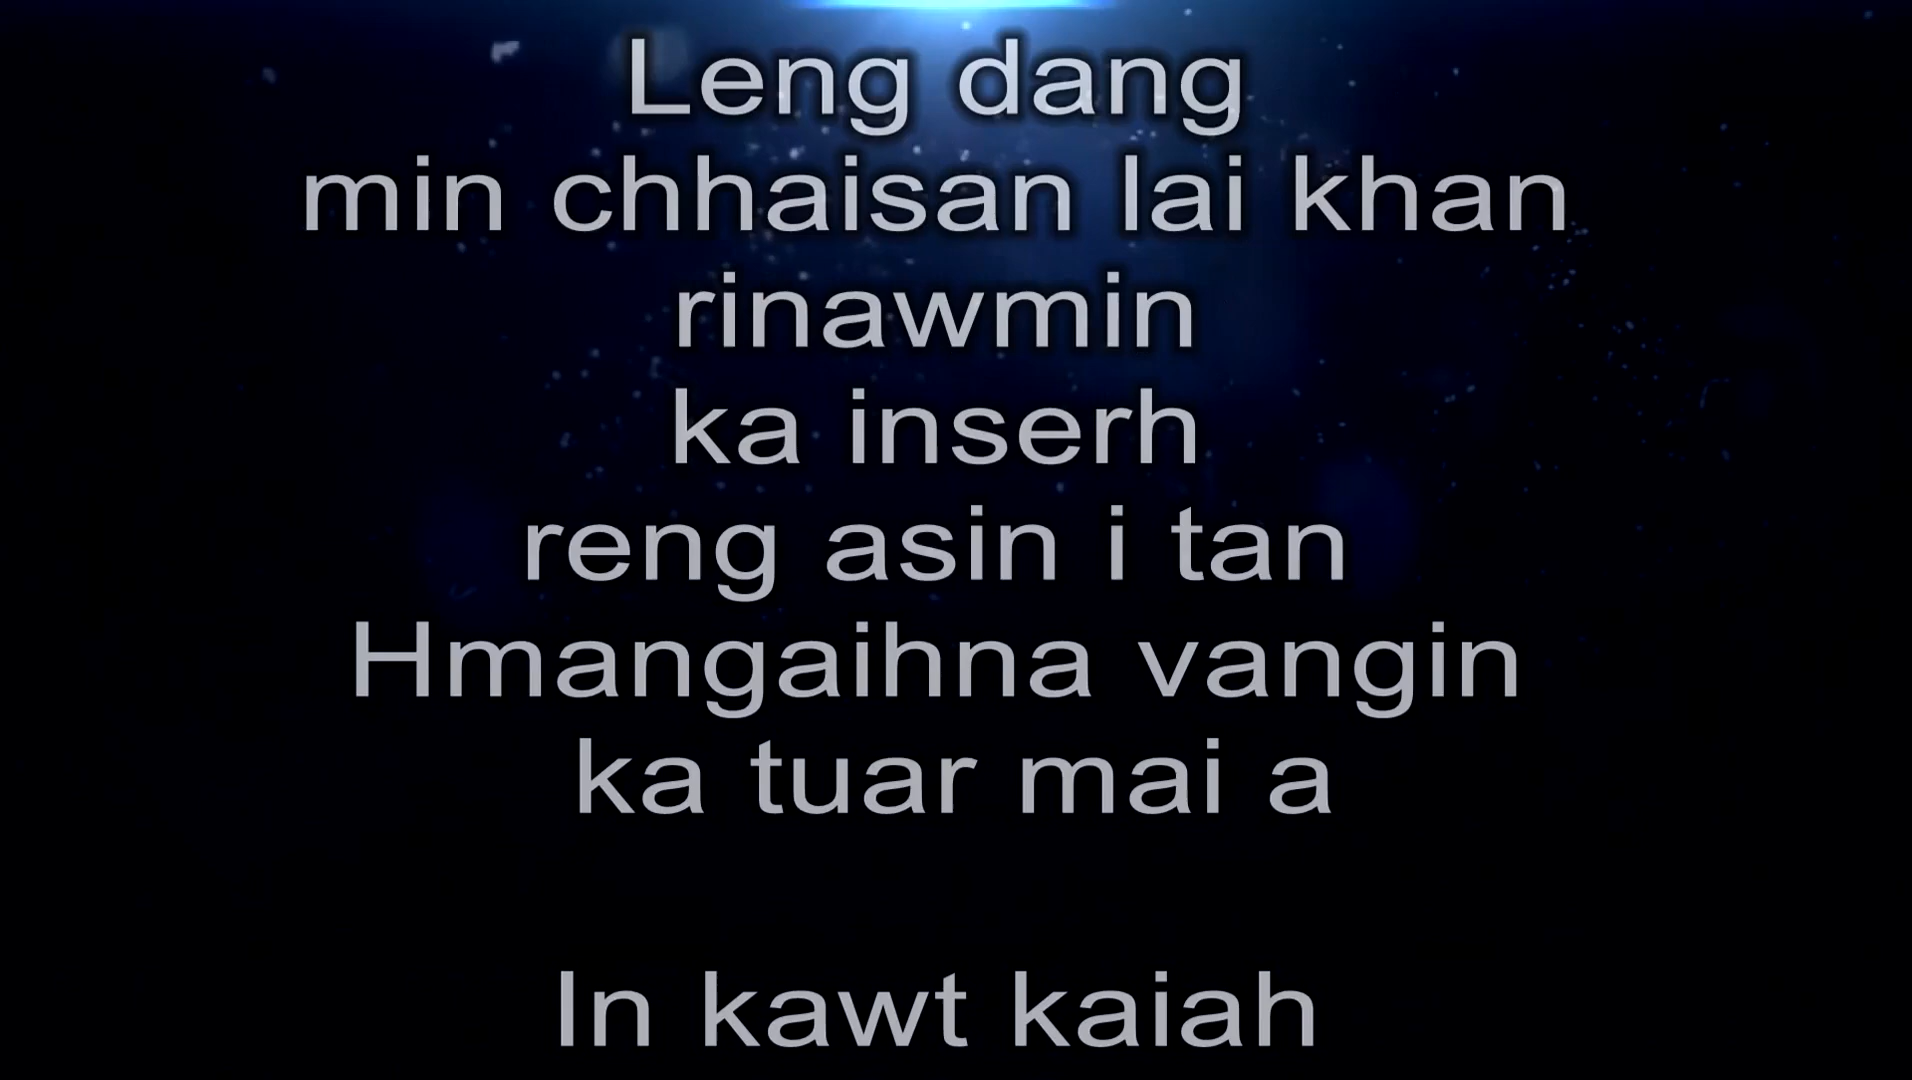 Leng dang
min chhaisan lai khan
rinawmin
ka inserh
reng asin i tan
Hmangaihna vangin
ka tuar mai a
In kawt kaiah